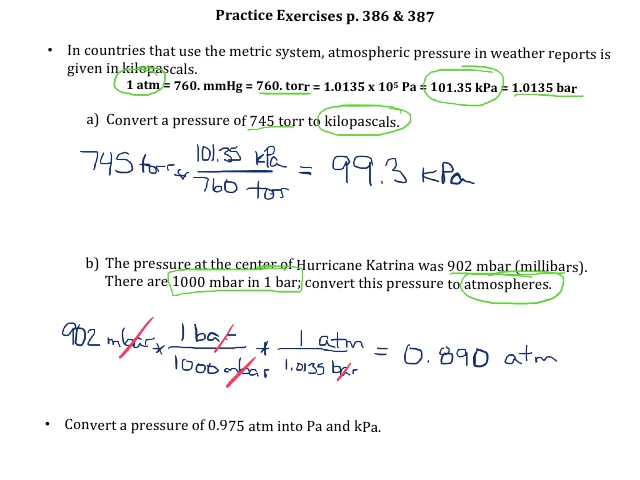 Practice Exercises p. 386 & 387
• In countries that use the metric system, atmospheric pressure in weather reports is
given in kilopascals.
1 atm = 760. mmHg = 760. torr = 1.0135 x 10⁵ Pa = 101.35 kPa = 1.0135 bar
a) Convert a pressure of 745 torr to kilopascals.
101.35 kPa
745 torr * ‾ = 99.3 kPa
760 torr
b) The pressure at the center of Hurricane Katrina was 902 mbar (millibars).
There are 1000 mbar in 1 bar; convert this pressure to atmospheres.
1 bar 1 atm
902 mbar * * = 0.890 atm
1000 mbar 1.0135 bar
• Convert a pressure of 0.975 atm into Pa and kPa.